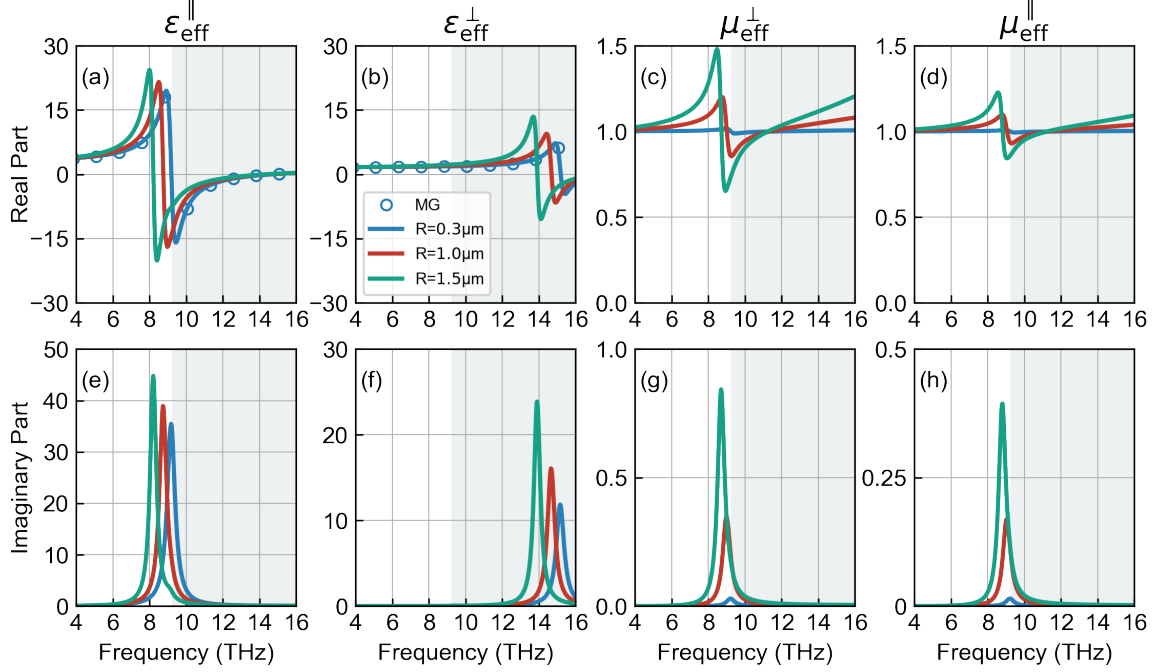 ε∥eff ε⊥eff μ⊥eff μ∥eff
Real Part
30 15 0 −15 −30
(a)
4 6 8 10 12 14 16
30 15 0 −15 −30
(b)
MG
R=0.3μm
R=1.0μm
R=1.5μm
4 6 8 10 12 14 16
1.5 1.0 0.5 0.0
(c)
4 6 8 10 12 14 16
1.5 1.0 0.5 0.0
(d)
4 6 8 10 12 14 16
Imaginary Part
50 40 30 20 10 0
(e)
4 6 8 10 12 14 16
Frequency (THz)
30 20 10 0
(f)
4 6 8 10 12 14 16
Frequency (THz)
1.0 0.5 0.0
(g)
4 6 8 10 12 14 16
Frequency (THz)
0.5 0.25 0
(h)
4 6 8 10 12 14 16
Frequency (THz)